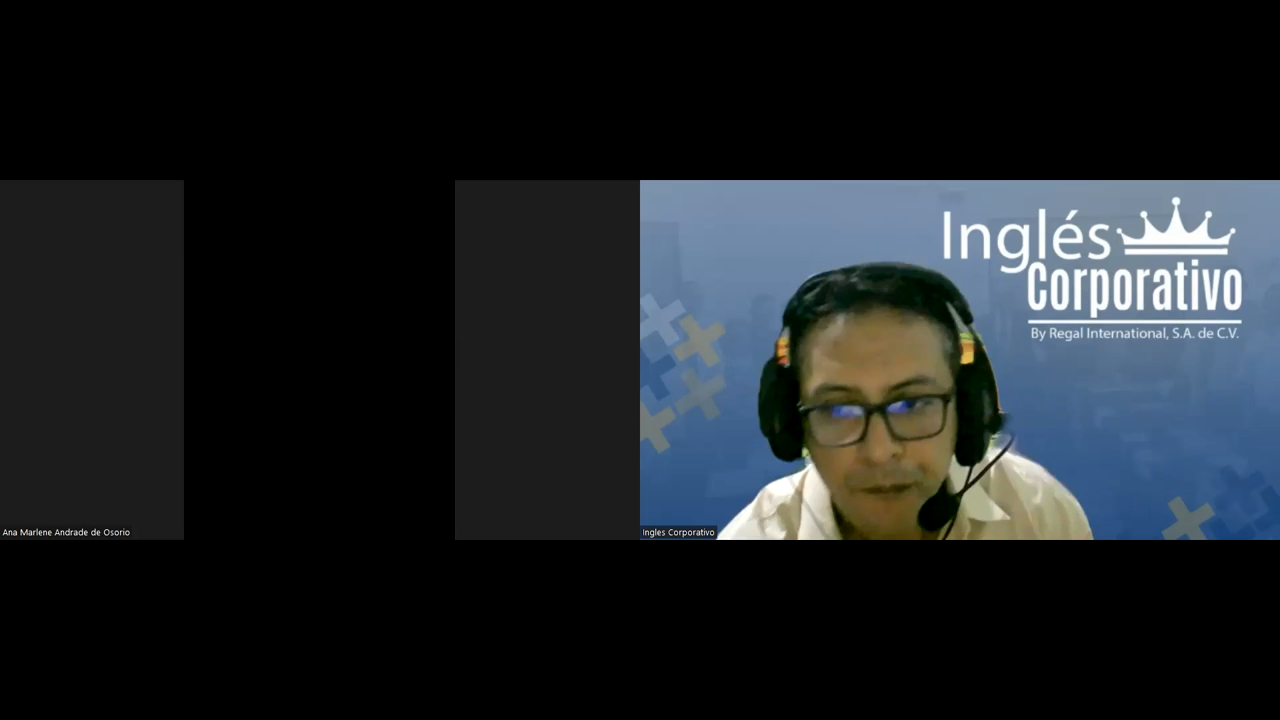 Inglés
Corporativo
By Regal International, S.A. de C.V.
Ana Marlene Andrade de Osorio
Ingles Corporativo